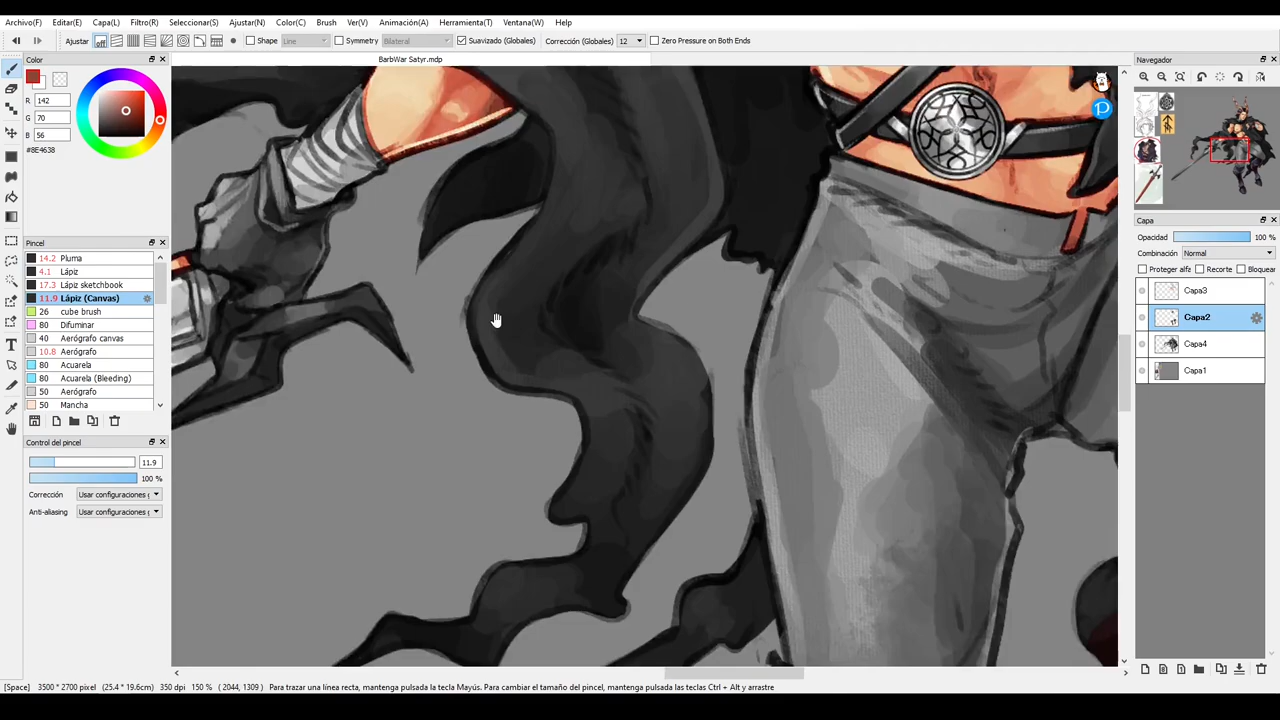 Archivo(F) Editar(E) Capa(L) Filtro(R) Seleccionar(S) Ajustar(N) Color(C) Brush Ver(V) Animación(A) Herramienta(T) Ventana(W) Help
Ajustar off Shape Line Symmetry Bilateral Suavizado (Globales) Corrección (Globales) 12 Zero Pressure on Both Ends
BarbWar Satyr.mdp
Color
R 142
G 70
B 56
#8E4638
Pincel
14.2 Pluma
4.1 Lápiz
17.3 Lápiz sketchbook
11.9 Lápiz (Canvas)
26 cube brush
80 Difuminar
40 Aerógrafo canvas
10.8 Aerógrafo
80 Acuarela
80 Acuarela (Bleeding)
50 Aerógrafo
50 Mancha
Control del pincel
11.9
100 %
Corrección Usar configuraciones
Anti-aliasing Usar configuraciones
Navegador
Capa
Opacidad 100 %
Combinación Normal
Proteger alfa Recorte Bloquear
Capa3
Capa2
Capa4
Capa1
[Space] 3500 * 2700 pixel (25.4 * 19.6cm) 350 dpi 150 % ( 2044, 1309 ) Para trazar una línea recta, mantenga pulsada la tecla Mayús. Para cambiar el tamaño del pincel, mantenga pulsadas las teclas Ctrl + Alt y arrastre